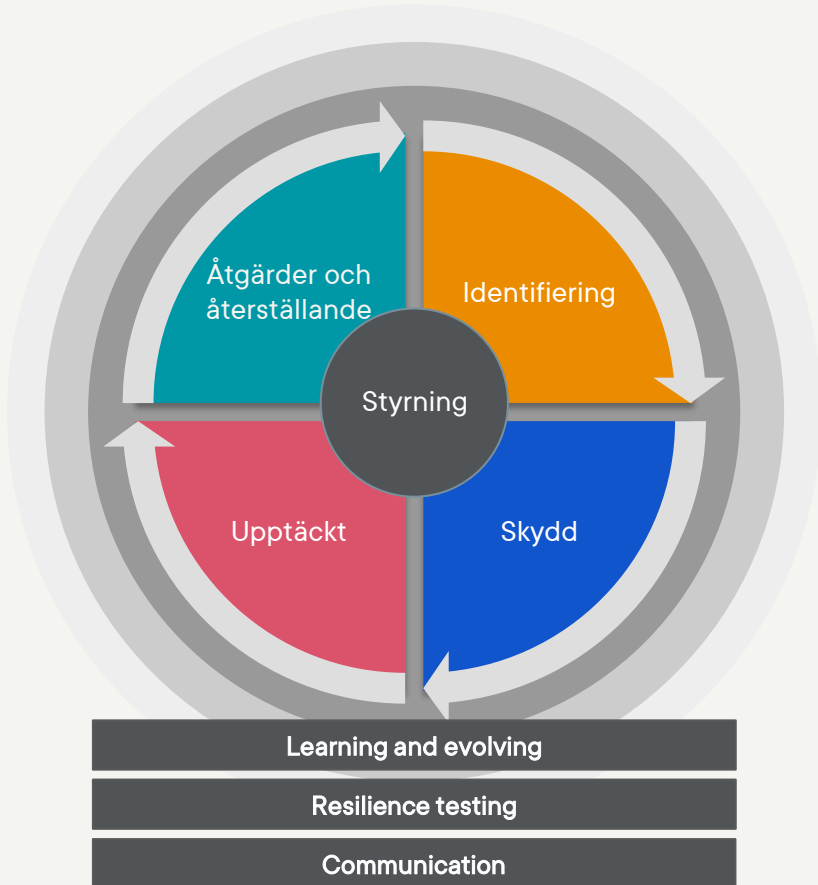 Åtgärder och
återställande
Identifiering
Styrning
Upptäckt
Skydd
Learning and evolving
Resilience testing
Communication